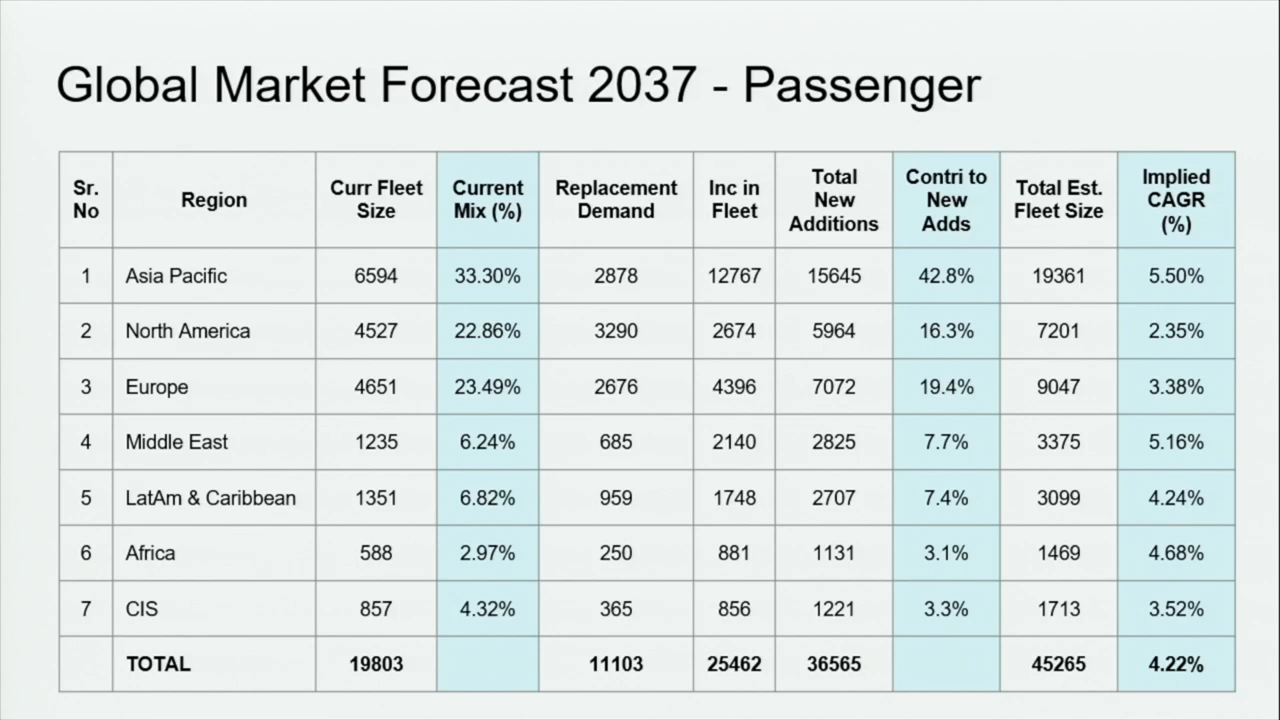 Global Market Forecast 2037 - Passenger
Sr. No Region Curr Fleet Size Current Mix (%) Replacement Demand Inc in Fleet Total New Additions Contri to New Adds Total Est. Fleet Size Implied CAGR (%)
1 Asia Pacific 6594 33.30% 2878 12767 15645 42.8% 19361 5.50%
2 North America 4527 22.86% 3290 2674 5964 16.3% 7201 2.35%
3 Europe 4651 23.49% 2676 4396 7072 19.4% 9047 3.38%
4 Middle East 1235 6.24% 685 2140 2825 7.7% 3375 5.16%
5 LatAm & Caribbean 1351 6.82% 959 1748 2707 7.4% 3099 4.24%
6 Africa 588 2.97% 250 881 1131 3.1% 1469 4.68%
7 CIS 857 4.32% 365 856 1221 3.3% 1713 3.52%
TOTAL 19803 11103 25462 36565 45265 4.22%